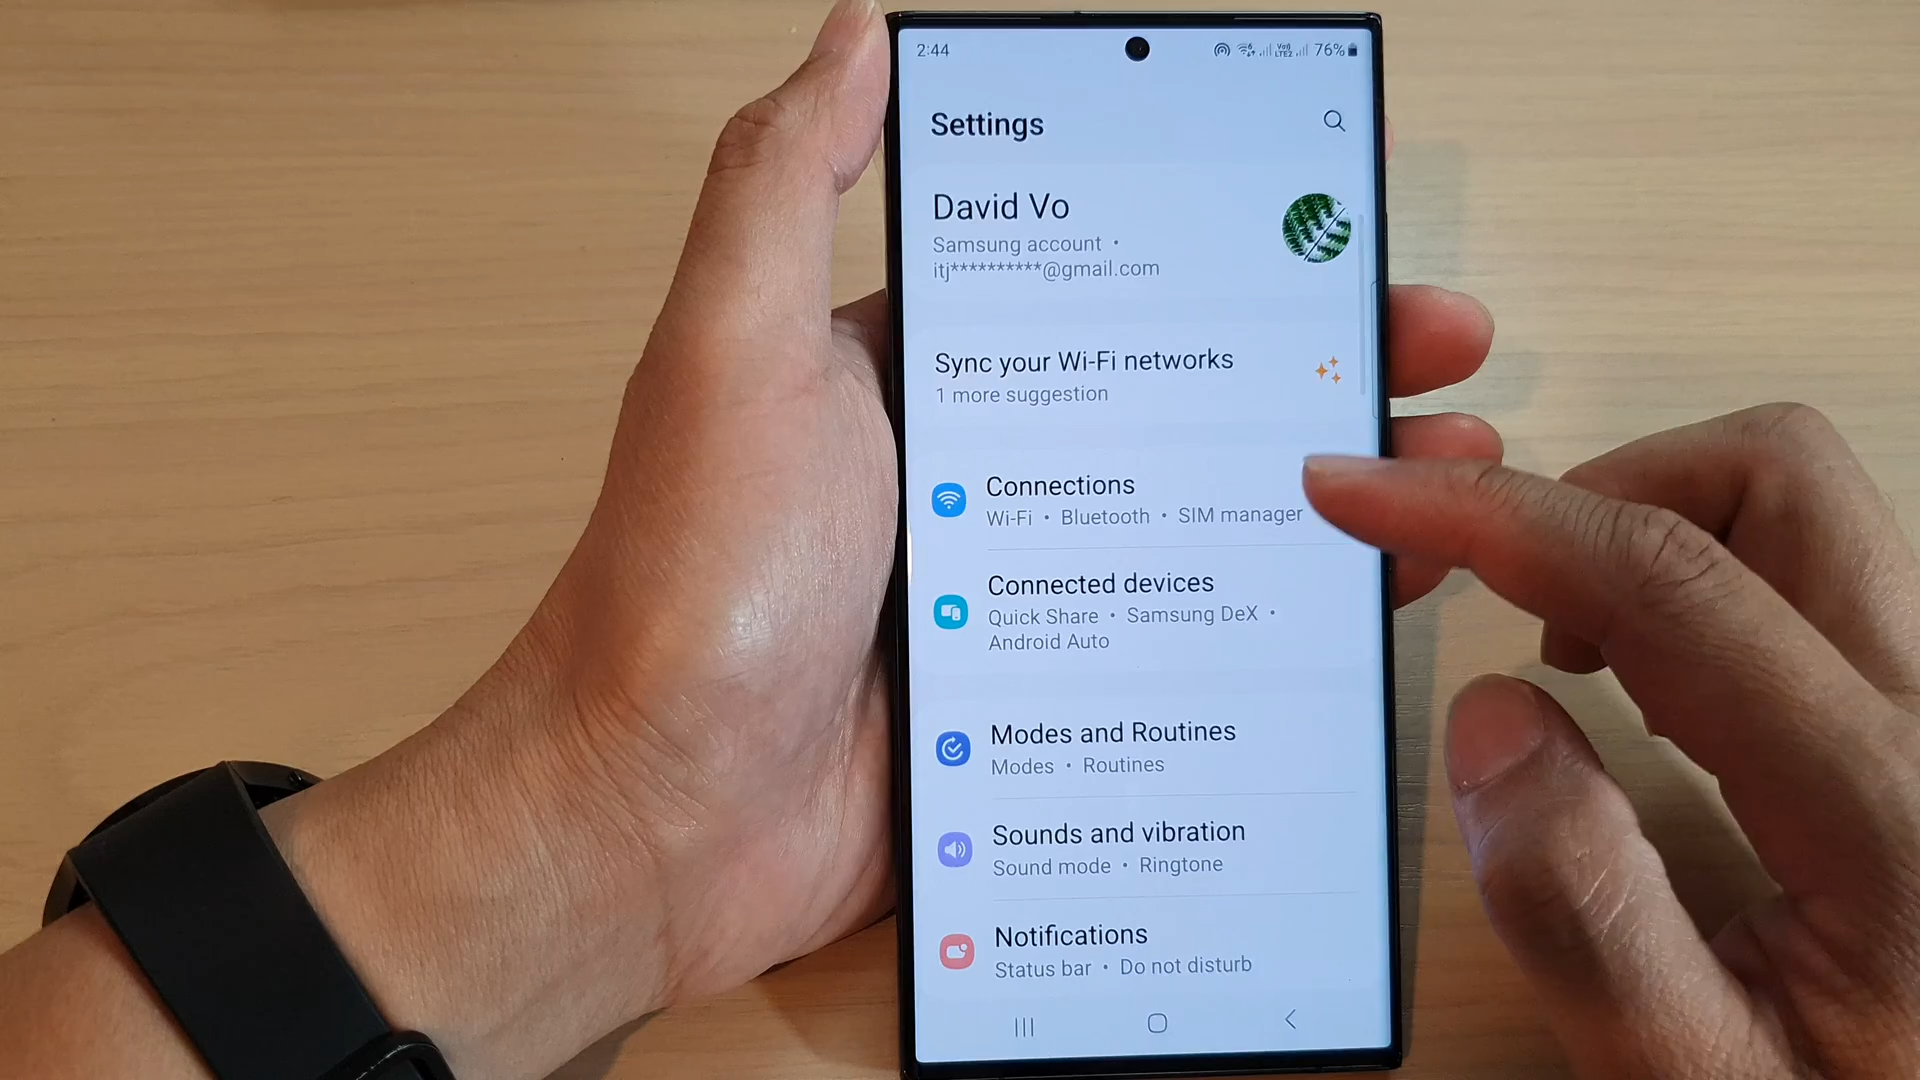 2:44
Vo))
LTE2
76%
Settings
David Vo
Samsung account •
itj**********@gmail.com
Sync your Wi-Fi networks
1 more suggestion
Connections
Wi-Fi • Bluetooth • SIM manager
Connected devices
Quick Share • Samsung DeX •
Android Auto
Modes and Routines
Modes • Routines
Sounds and vibration
Sound mode • Ringtone
Notifications
Status bar • Do not disturb